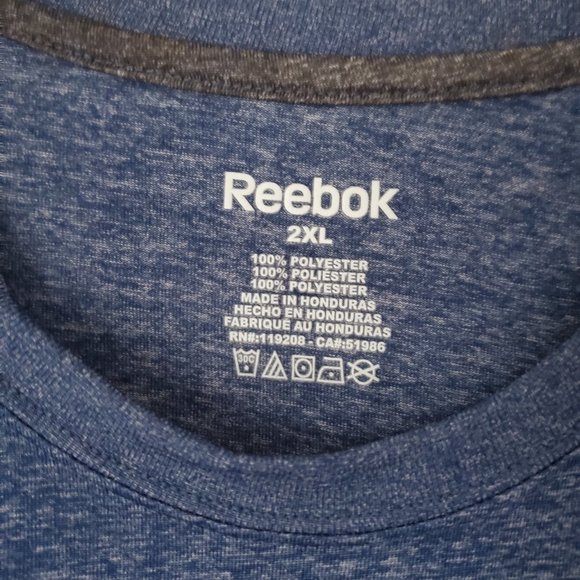 Reebok
2XL
100% POLYESTER
100% POLIÉSTER
100% POLYESTER
MADE IN HONDURAS
HECHO EN HONDURAS
FABRIQUÉ AU HONDURAS
RN#:119208 - CA#:51986
30C